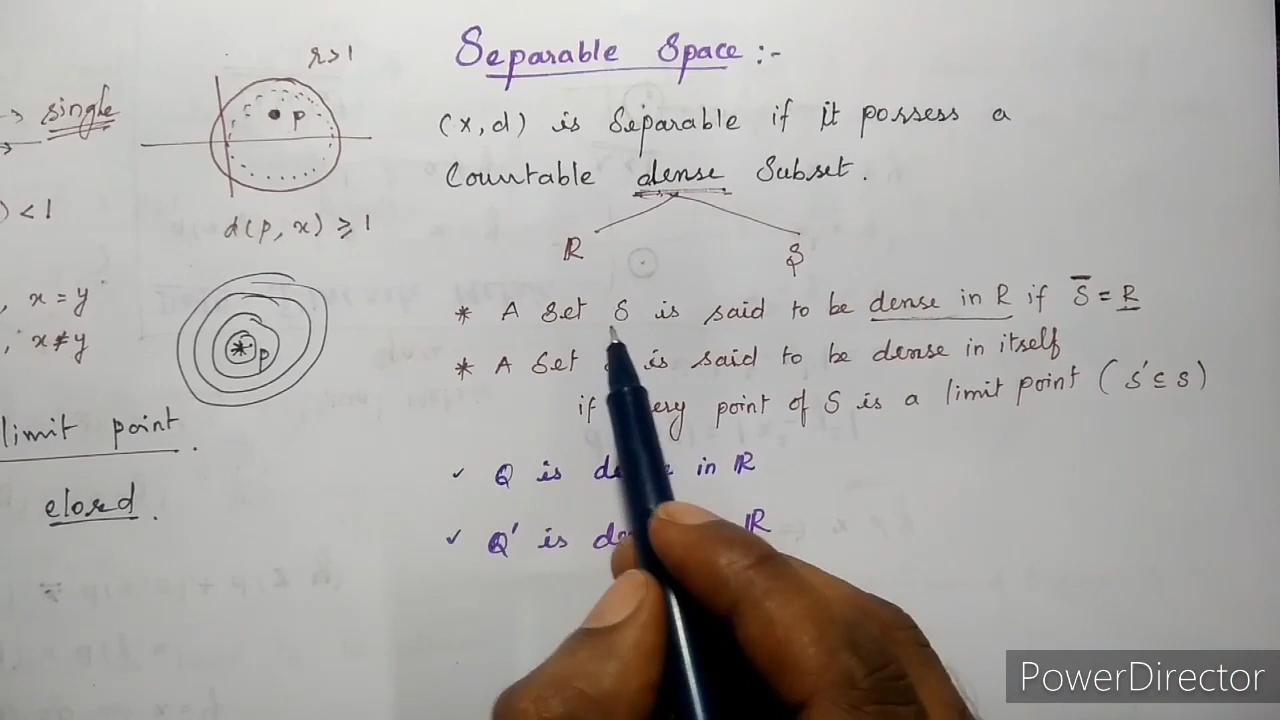 Separable Space :-
(x, d) is Separable if it possess a
Countable dense Subset.
R S
* A Set S is said to be dense in R if S̅ = R
* A Set is said to be dense in itself
if point of S is a limit point (S' ⊆ S)
✓ Q is in R
✓ Q' is R
→ single
→
) < 1
, x = y
, x ≠ y
limit point.
closed.
r > 1
p
d(p, x) ⩾ 1
* p
PowerDirector